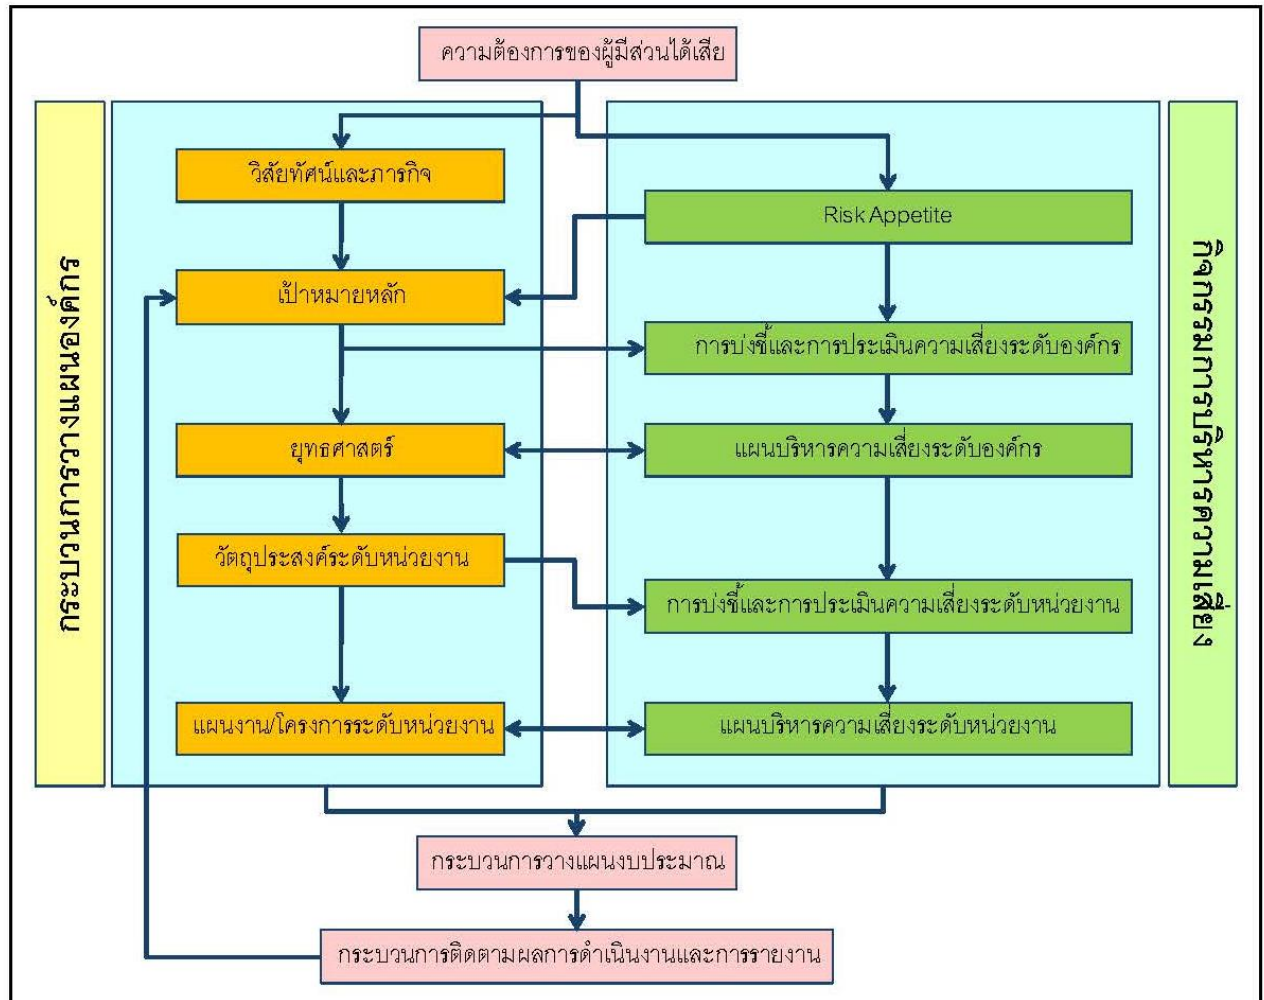 ความต้องการของผู้มีส่วนได้เสีย
กระบวนการวางแผนองค์กร
วิสัยทัศน์และภารกิจ
เป้าหมายหลัก
ยุทธศาสตร์
วัตถุประสงค์ระดับหน่วยงาน
แผนงาน/โครงการระดับหน่วยงาน
Risk Appetite
การบ่งชี้และการประเมินความเสี่ยงระดับองค์กร
แผนบริหารความเสี่ยงระดับองค์กร
การบ่งชี้และการประเมินความเสี่ยงระดับหน่วยงาน
แผนบริหารความเสี่ยงระดับหน่วยงาน
กิจกรรมการบริหารความเสี่ยง
กระบวนการวางแผนงบประมาณ
กระบวนการติดตามผลการดำเนินงานและการรายงาน